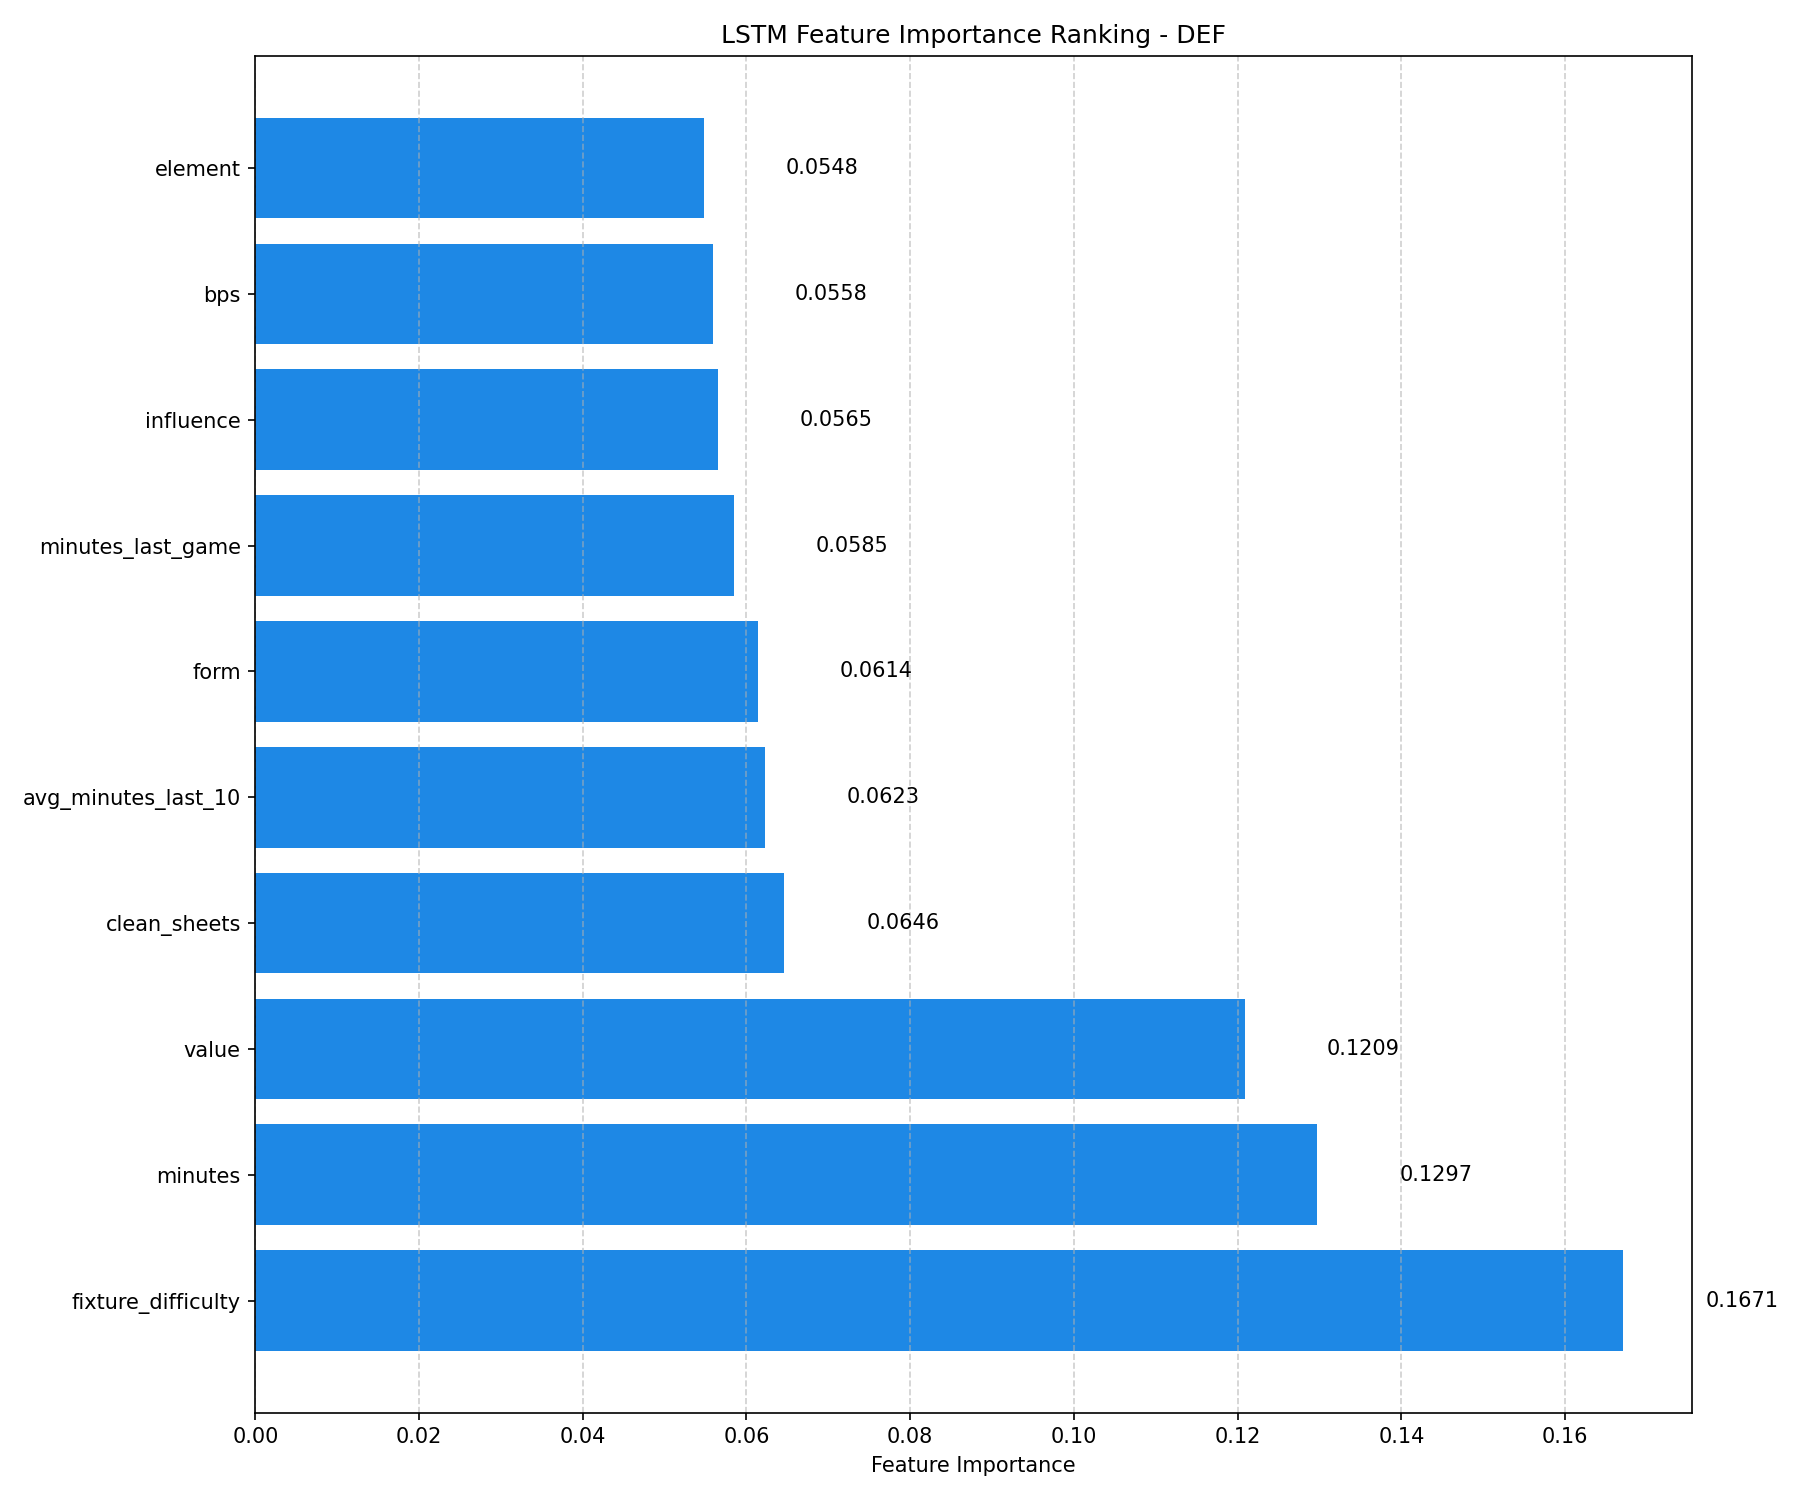 LSTM Feature Importance Ranking - DEF
element 0.0548
bps 0.0558
influence 0.0565
minutes_last_game 0.0585
form 0.0614
avg_minutes_last_10 0.0623
clean_sheets 0.0646
value 0.1209
minutes 0.1297
fixture_difficulty 0.1671
0.00 0.02 0.04 0.06 0.08 0.10 0.12 0.14 0.16
Feature Importance